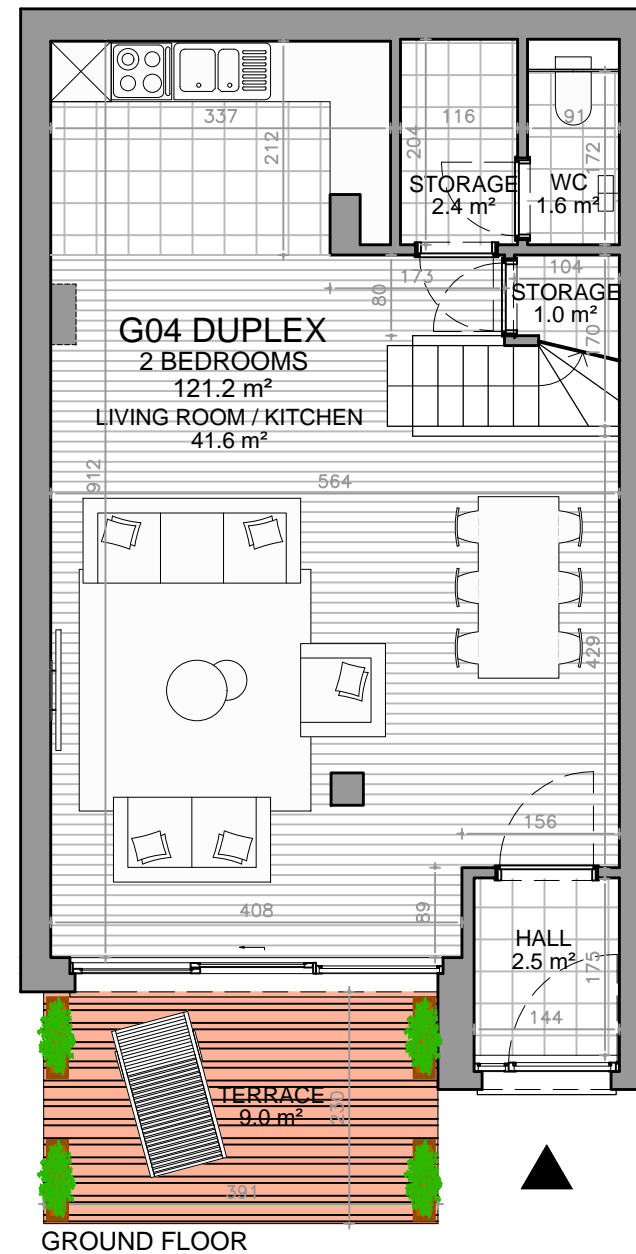 337
212
116
204
91
172
STORAGE
2.4 m²
WC
1.6 m²
173
80
104
STORAGE
1.0 m²
70
G04 DUPLEX
2 BEDROOMS
121.2 m²
LIVING ROOM / KITCHEN
41.6 m²
912
564
429
156
408
89
HALL
2.5 m²
175
144
TERRACE
9.0 m²
230
391
GROUND FLOOR